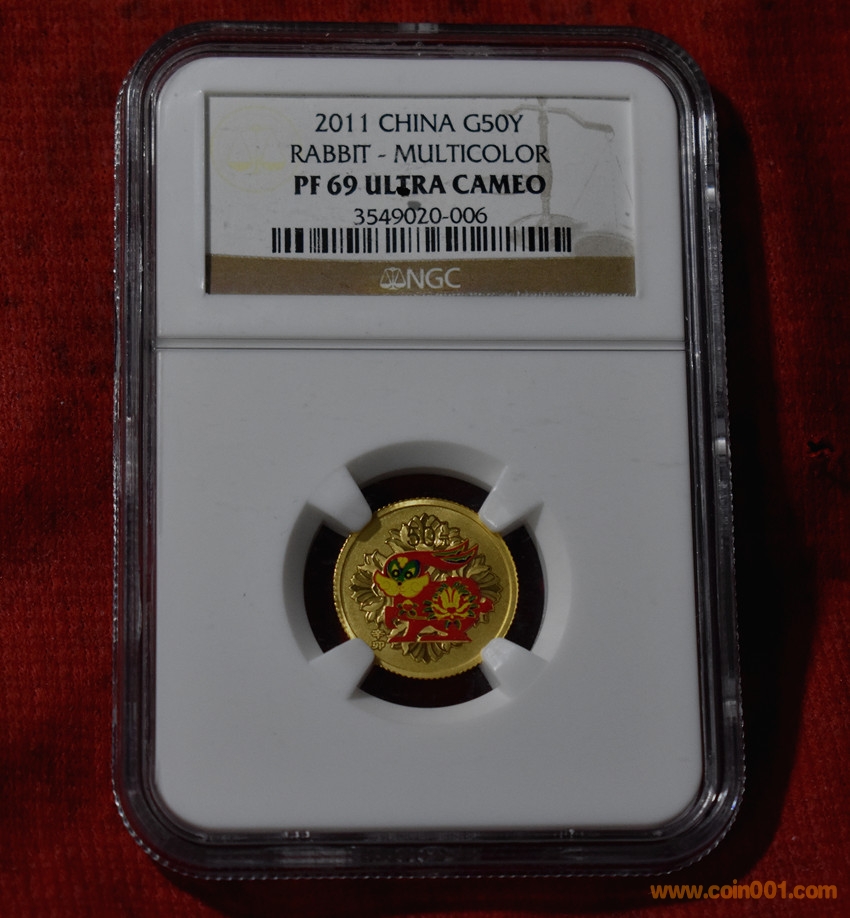 2011 CHINA G50Y
RABBIT - MULTICOLOR
PF 69 ULTRA CAMEO
3549020-006
NGC
www.coin001.com